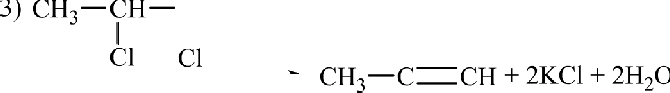 3) CH₃—CH—
Cl Cl
CH₃—C═CH + 2KCl + 2H₂O